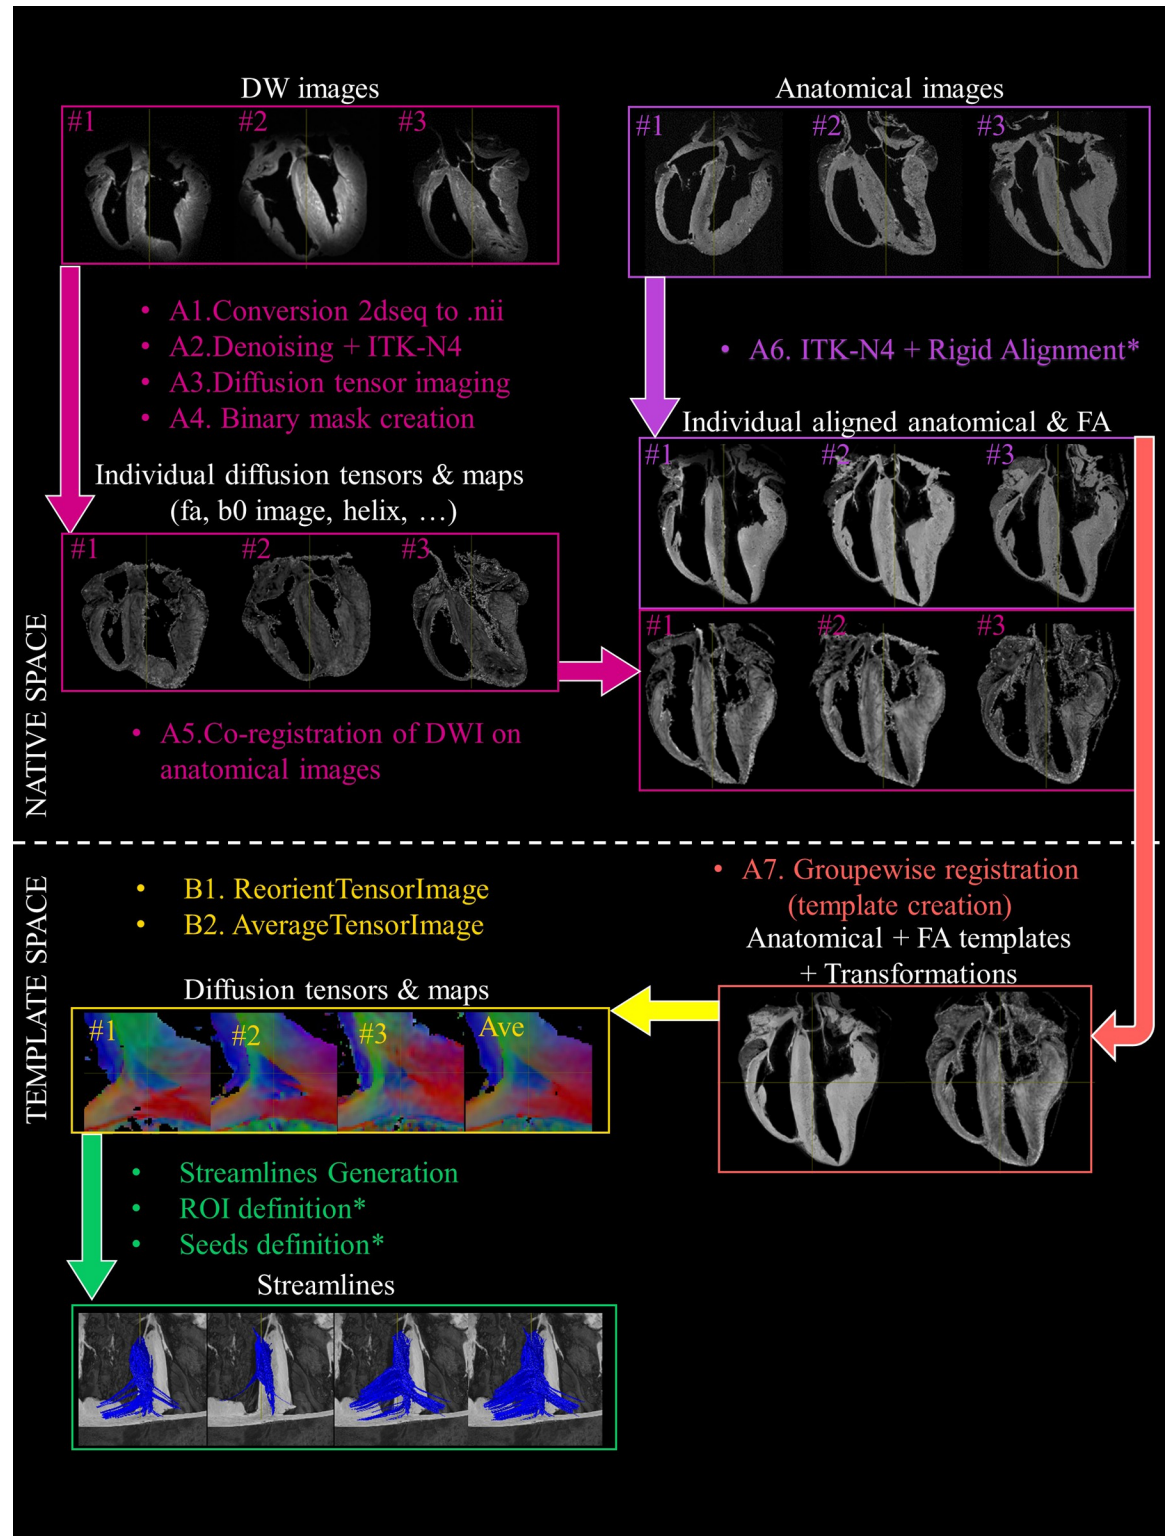 DW images
#1 #2 #3
Anatomical images
#1 #2 #3
• A1.Conversion 2dseq to .nii
• A2.Denoising + ITK-N4
• A3.Diffusion tensor imaging
• A4. Binary mask creation
• A6. ITK-N4 + Rigid Alignment*
Individual diffusion tensors & maps
(fa, b0 image, helix, …)
#1 #2 #3
Individual aligned anatomical & FA
#1 #2 #3
#1 #2 #3
• A5.Co-registration of DWI on
anatomical images
NATIVE SPACE
TEMPLATE SPACE
• A7. Groupewise registration
(template creation)
Anatomical + FA templates
+ Transformations
• B1. ReorientTensorImage
• B2. AverageTensorImage
Diffusion tensors & maps
#1 #2 #3 Ave
• Streamlines Generation
• ROI definition*
• Seeds definition*
Streamlines